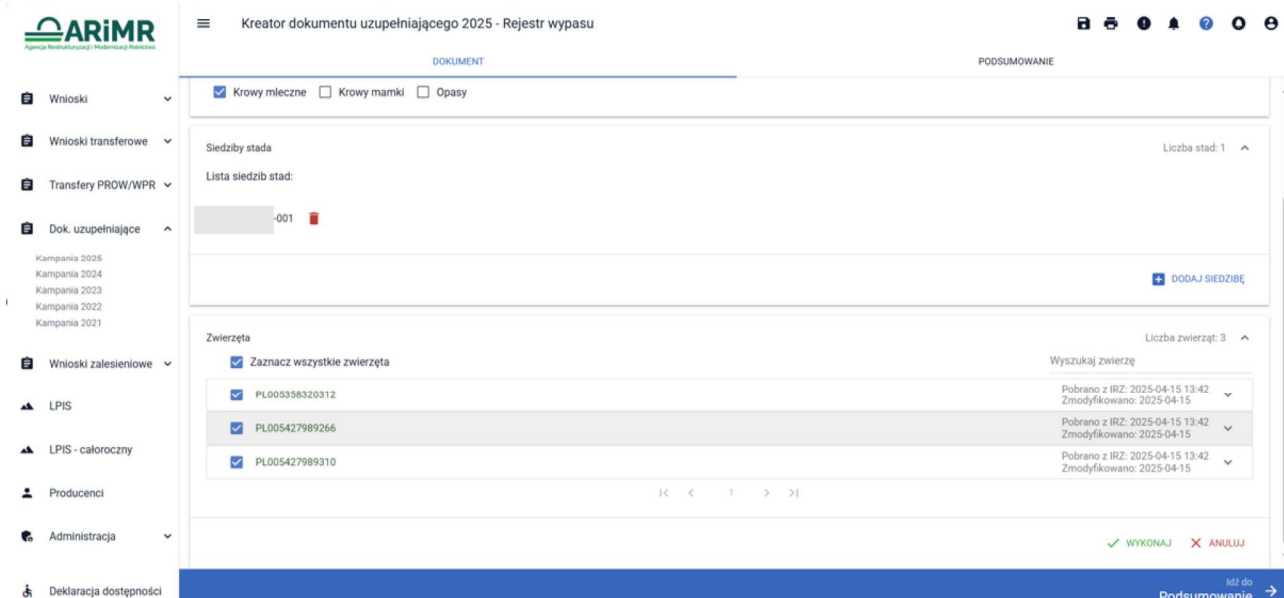 ARiMR
Agencja Restrukturyzacji i Modernizacji Rolnictwa
Kreator dokumentu uzupełniającego 2025 - Rejestr wypasu
DOKUMENT
PODSUMOWANIE
Wnioski
Wnioski transferowe
Transfery PROW/WPR
Dok. uzupełniające
Kampania 2025
Kampania 2024
Kampania 2023
Kampania 2022
Kampania 2021
Wnioski zalesieniowe
LPIS
LPIS - całoroczny
Producenci
Administracja
Deklaracja dostępności
Krowy mleczne Krowy mamki Opasy
Siedziby stada
Liczba stad: 1
Lista siedzib stad:
-001
DODAJ SIEDZIBĘ
Zwierzęta
Liczba zwierząt: 3
Zaznacz wszystkie zwierzęta
Wyszukaj zwierzę
PL005358320312
Pobrano z IRZ: 2025-04-15 13:42
Zmodyfikowano: 2025-04-15
PL005427989266
Pobrano z IRZ: 2025-04-15 13:42
Zmodyfikowano: 2025-04-15
PL005427989310
Pobrano z IRZ: 2025-04-15 13:42
Zmodyfikowano: 2025-04-15
1
WYKONAJ
ANULUJ
Idź do
Podsumowanie